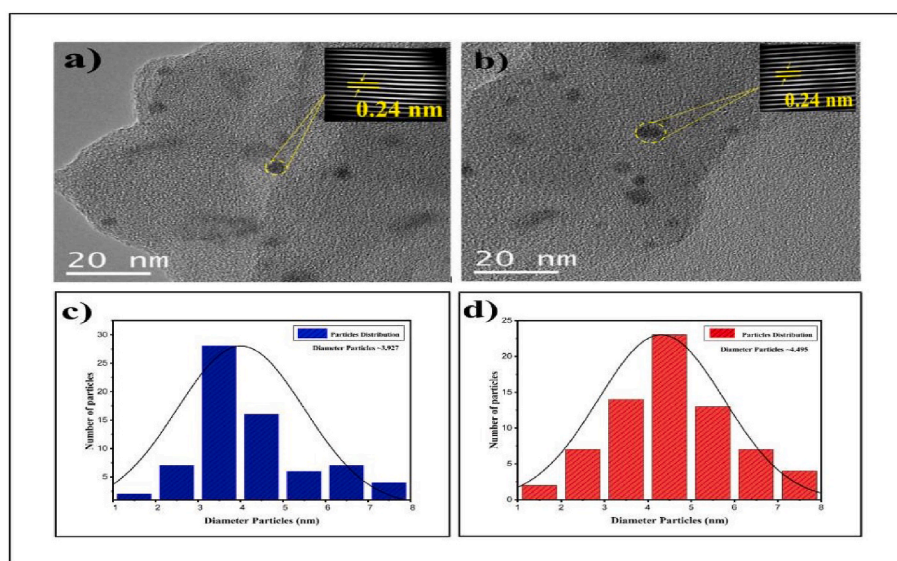 a)
0.24 nm
20 nm
b)
0.24 nm
20 nm
c)
Particles Distribution
Diameter Particles ~3.927
Number of particles
30
25
20
15
10
5
1 2 3 4 5 6 7 8
Diameter Particles (nm)
d)
Particles Distribution
Diameter Particles ~4.495
Number of particles
25
20
15
10
5
0
1 2 3 4 5 6 7 8
Diameter Particles (nm)